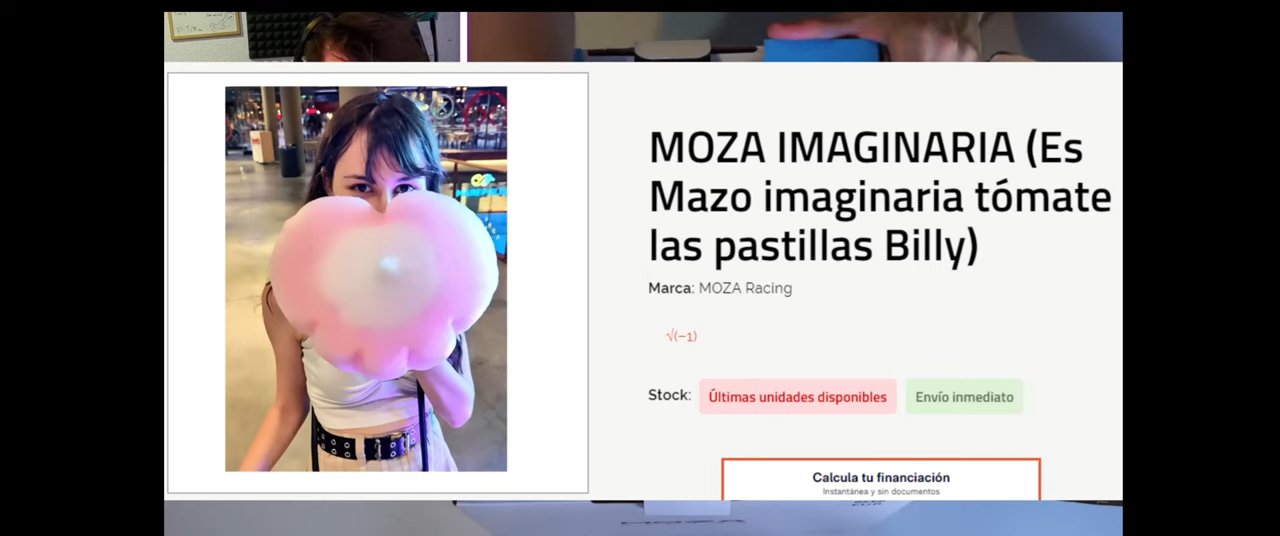 MOZA IMAGINARIA (Es
Mazo imaginaria tómate
las pastillas Billy)
Marca: MOZA Racing
√(−1)
Stock: Últimas unidades disponibles Envío inmediato
Calcula tu financiación
Instantánea y sin documentos
MOZA